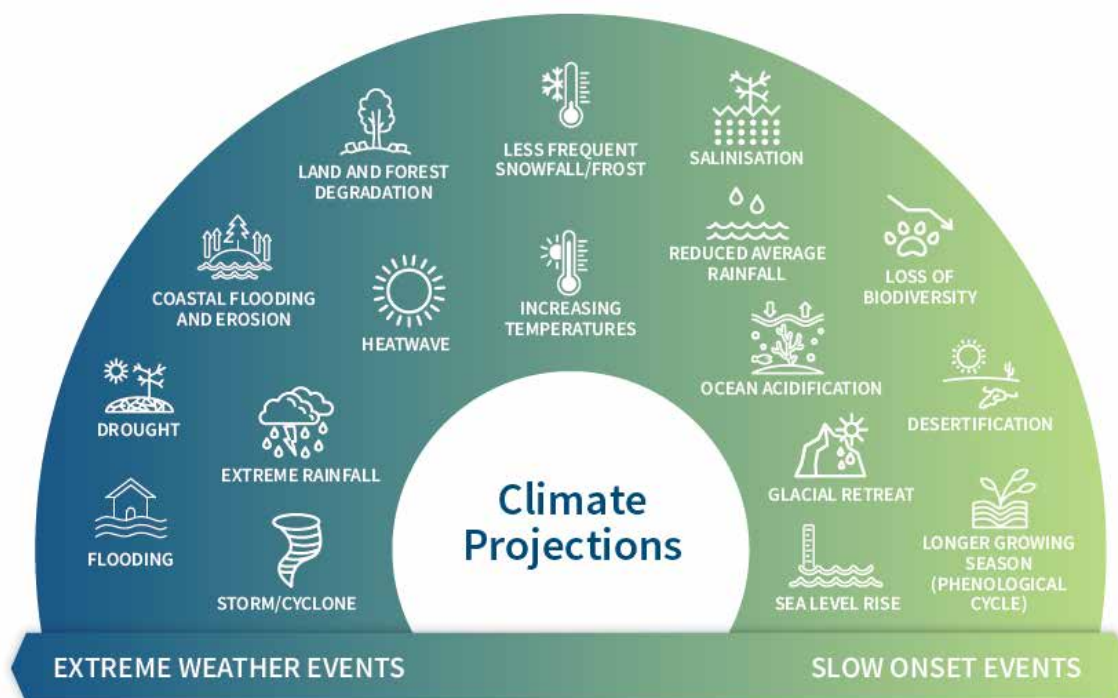 LESS FREQUENT
SNOWFALL/FROST
SALINISATION
LAND AND FOREST
DEGRADATION
REDUCED AVERAGE
RAINFALL
LOSS OF
BIODIVERSITY
COASTAL FLOODING
AND EROSION
HEATWAVE
INCREASING
TEMPERATURES
OCEAN ACIDIFICATION
DROUGHT
DESERTIFICATION
EXTREME RAINFALL
GLACIAL RETREAT
Climate
Projections
FLOODING
STORM/CYCLONE
SEA LEVEL RISE
LONGER GROWING
SEASON
(PHENOLOGICAL
CYCLE)
EXTREME WEATHER EVENTS
SLOW ONSET EVENTS